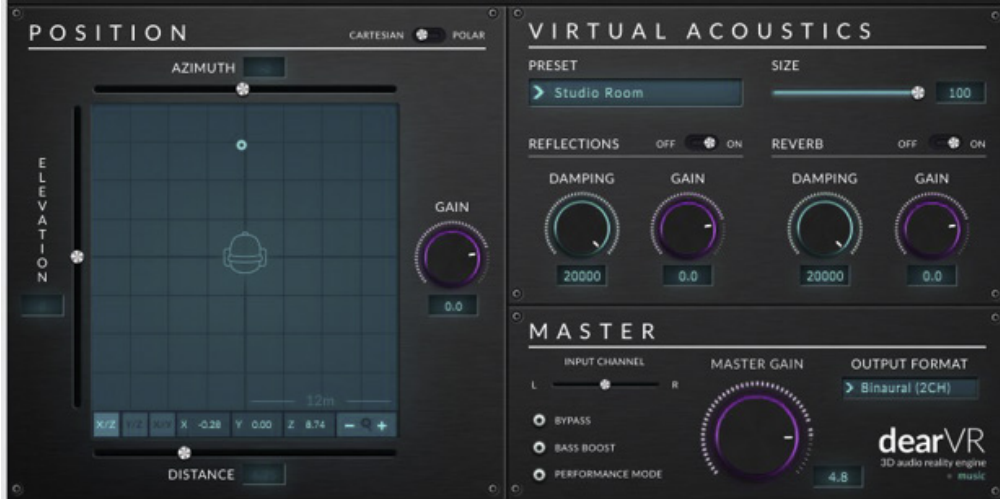 POSITION
CARTESIAN POLAR
AZIMUTH
ELEVATION
GAIN
0.0
12m
X/Z Y/Z X/Y X -0.28 Y 0.00 Z 8.74
DISTANCE
VIRTUAL ACOUSTICS
PRESET
Studio Room
SIZE
100
REFLECTIONS OFF ON
DAMPING GAIN
20000 0.0
REVERB OFF ON
DAMPING GAIN
20000 0.0
MASTER
INPUT CHANNEL
L R
BYPASS
BASS BOOST
PERFORMANCE MODE
MASTER GAIN
4.8
OUTPUT FORMAT
Binaural (2CH)
dearVR
3D audio reality engine
music